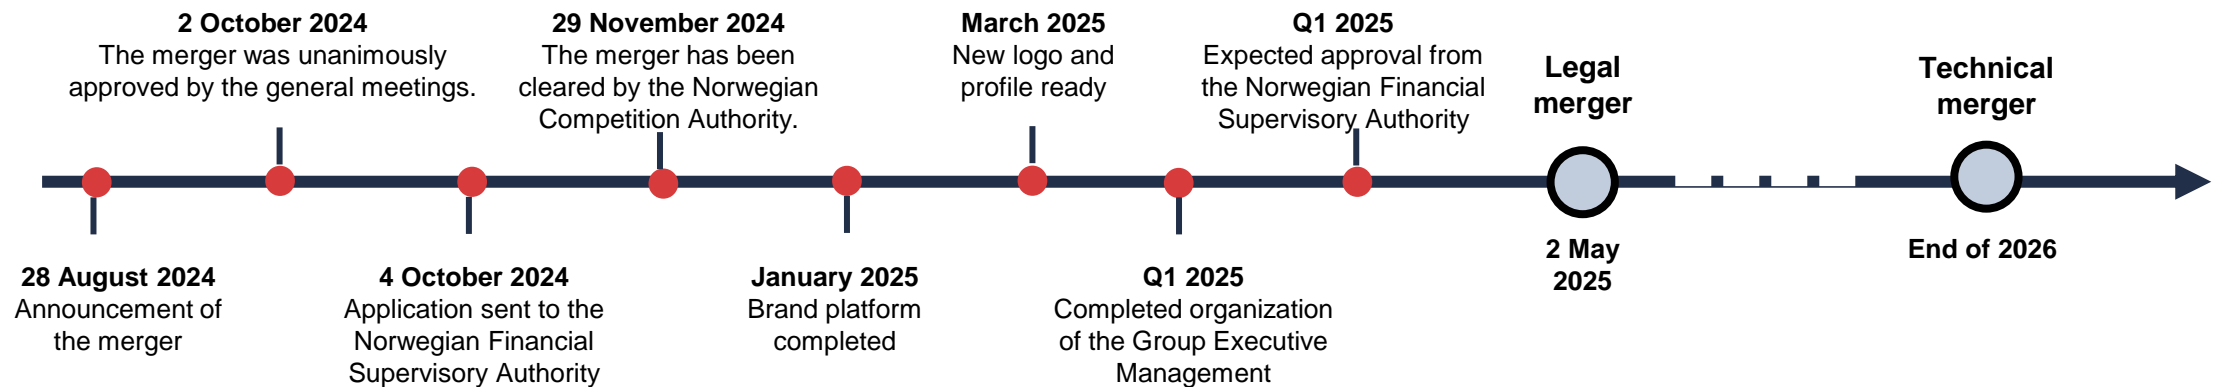 2 October 2024
The merger was unanimously
approved by the general meetings.
29 November 2024
The merger has been
cleared by the Norwegian
Competition Authority.
March 2025
New logo and
profile ready
Q1 2025
Expected approval from
the Norwegian Financial
Supervisory Authority
Legal
merger
Technical
merger
28 August 2024
Announcement of
the merger
4 October 2024
Application sent to the
Norwegian Financial
Supervisory Authority
January 2025
Brand platform
completed
Q1 2025
Completed organization
of the Group Executive
Management
2 May
2025
End of 2026